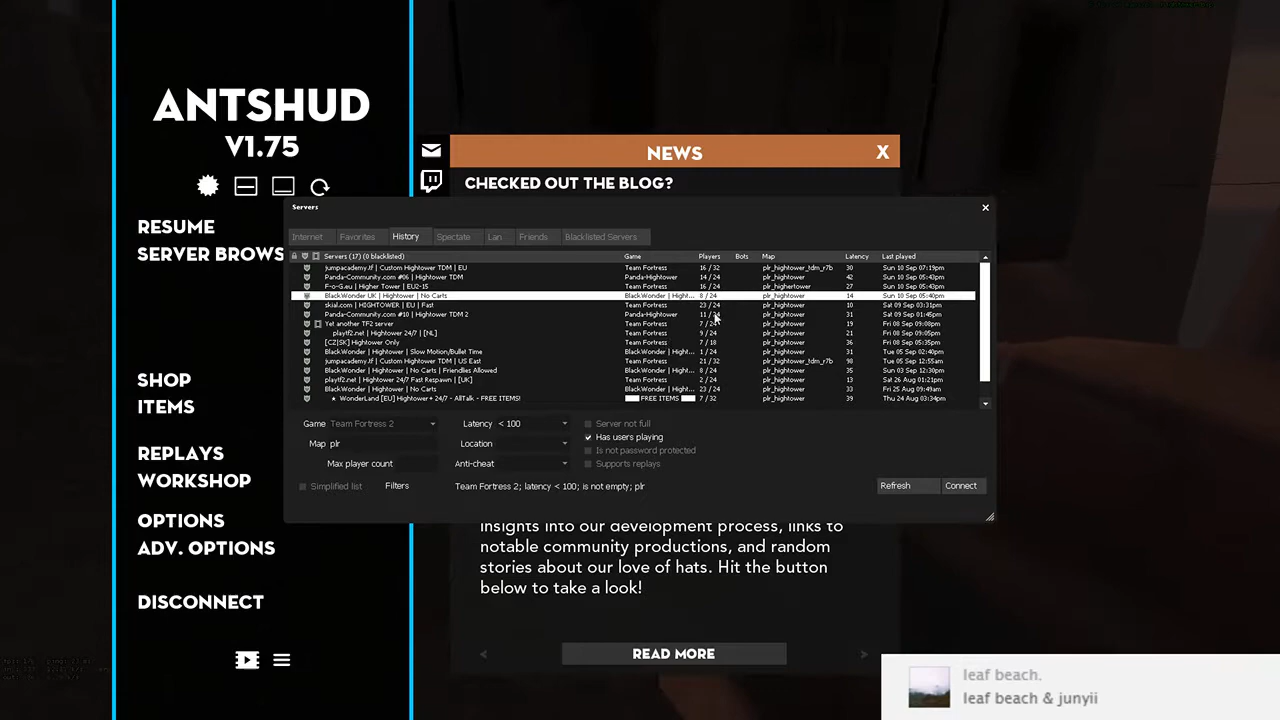 ANTSHUD
V1.75
RESUME
SERVER BROWS
SHOP
ITEMS
REPLAYS
WORKSHOP
OPTIONS
ADV. OPTIONS
DISCONNECT
NEWS X
CHECKED OUT THE BLOG?
Servers
Internet Favorites History Spectate Lan Friends Blacklisted Servers
Servers (17) (0 blacklisted) Game Players Bots Map Latency Last played
jumpacademy.tf | Custom Hightower TDM | EU Team Fortress 16 / 32 plr_hightower_tdm_r7b 30 Sun 10 Sep 07:19pm
Panda-Community.com #06 | Hightower TDM Panda-Hightower 14 / 24 plr_hightower 42 Sun 10 Sep 06:02pm
F-o-G.eu | Higher Tower | EU2-15 Team Fortress 16 / 24 plr_highertower 27 Sun 10 Sep 05:43pm
BlackWonder UK | Hightower | No Carts BlackWonder | Hight... 8 / 24 plr_hightower 14 Sun 10 Sep 05:40pm
skial.com | HIGHTOWER | EU | Fast Team Fortress 23 / 24 plr_hightower 10 Sat 09 Sep 03:31pm
Panda-Community.com #10 | Hightower TDM 2 Panda-Hightower 11 / 24 plr_hightower 31 Sat 09 Sep 01:45pm
Yet another TF2 server Team Fortress 7 / 24 plr_hightower 19 Fri 08 Sep 09:08pm
playtf2.net | Hightower 24/7 | [NL] Team Fortress 9 / 24 plr_hightower 21 Fri 08 Sep 09:03pm
[CZ|SK] Hightower Only Team Fortress 7 / 18 plr_hightower 36 Fri 08 Sep 05:35pm
BlackWonder | Hightower | Slow Motion/Bullet Time BlackWonder | Hight... 1 / 24 plr_hightower 31 Tue 05 Sep 02:40pm
jumpacademy.tf | Custom Hightower TDM | US East Team Fortress 21 / 32 plr_hightower_tdm_r7b 98 Tue 05 Sep 12:55am
BlackWonder | Hightower | No Carts | Friendlies Allowed BlackWonder | Hight... 8 / 24 plr_hightower 35 Sun 03 Sep 12:30pm
playtf2.net | Hightower 24/7 Fast Respawn | [UK] Team Fortress 2 / 24 plr_hightower 13 Sat 26 Aug 01:21pm
BlackWonder | Hightower | No Carts BlackWonder | Hight... 23 / 24 plr_hightower 31 Fri 25 Aug 09:49am
★ WonderLand [EU] Hightower+ 24/7 - AllTalk - FREE ITEMS! FREE ITEMS 7 / 32 plr_hightower 39 Thu 24 Aug 03:34pm
Game Team Fortress 2 Latency < 100 Server not full
Map plr Location Has users playing
Is not password protected
Max player count Anti-cheat Supports replays
Simplified list Filters Team Fortress 2; latency < 100; is not empty; plr Refresh Connect
insights into our development process, links to
notable community productions, and random
stories about our love of hats. Hit the button
below to take a look!
READ MORE
leaf beach.
leaf beach & junyii